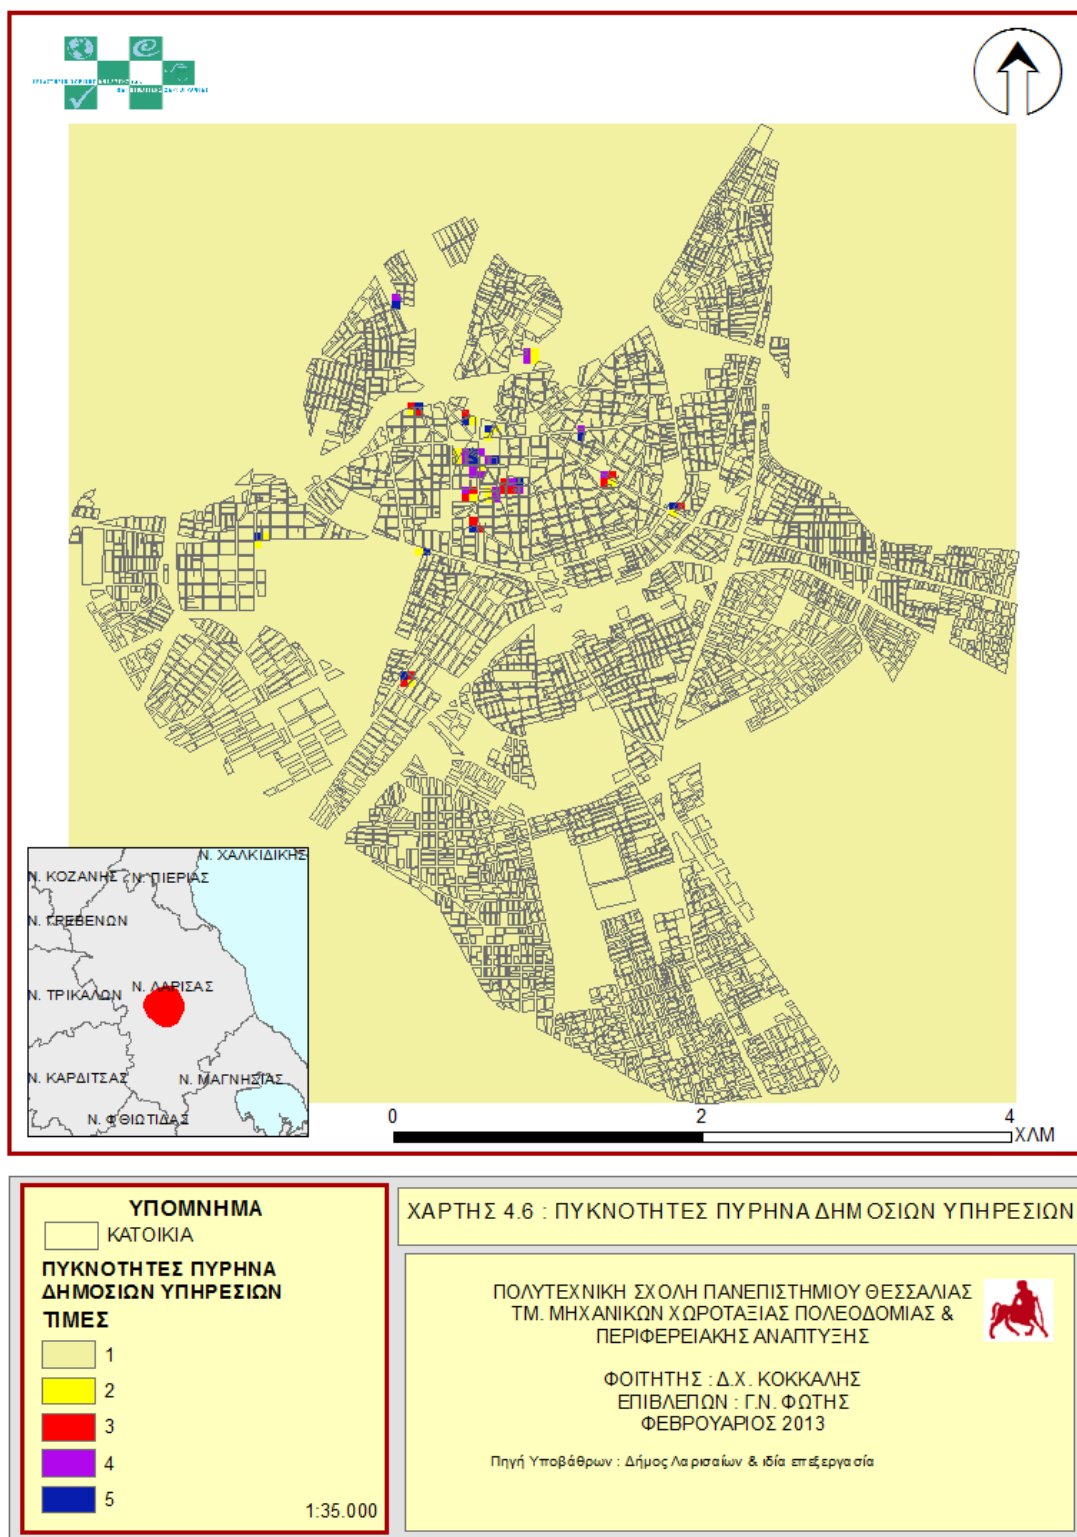 Ν. ΧΑΛΚΙΔΙΚΗΣ
Ν. ΚΟΖΑΝΗΣ
Ν. ΠΙΕΡΙΑΣ
Ν. ΓΡΕΒΕΝΩΝ
Ν. ΛΑΡΙΣΑΣ
Ν. ΤΡΙΚΑΛΩΝ
Ν. ΚΑΡΔΙΤΣΑΣ
Ν. ΜΑΓΝΗΣΙΑΣ
Ν. ΦΘΙΩΤΙΔΑΣ
0 2 4
ΧΛΜ
ΥΠΟΜΝΗΜΑ
ΚΑΤΟΙΚΙΑ
ΠΥΚΝΟΤΗΤΕΣ ΠΥΡΗΝΑ
ΔΗΜΟΣΙΩΝ ΥΠΗΡΕΣΙΩΝ
ΤΙΜΕΣ
1
2
3
4
5
1:35.000
ΧΑΡΤΗΣ 4.6 : ΠΥΚΝΟΤΗΤΕΣ ΠΥΡΗΝΑ ΔΗΜΟΣΙΩΝ ΥΠΗΡΕΣΙΩΝ
ΠΟΛΥΤΕΧΝΙΚΗ ΣΧΟΛΗ ΠΑΝΕΠΙΣΤΗΜΙΟΥ ΘΕΣΣΑΛΙΑΣ
ΤΜ. ΜΗΧΑΝΙΚΩΝ ΧΩΡΟΤΑΞΙΑΣ ΠΟΛΕΟΔΟΜΙΑΣ &
ΠΕΡΙΦΕΡΕΙΑΚΗΣ ΑΝΑΠΤΥΞΗΣ
ΦΟΙΤΗΤΗΣ : Δ.Χ. ΚΟΚΚΑΛΗΣ
ΕΠΙΒΛΕΠΩΝ : Γ.Ν. ΦΩΤΗΣ
ΦΕΒΡΟΥΑΡΙΟΣ 2013
Πηγή Υποβάθρων : Δήμος Λαρισαίων & ιδία επεξεργασία